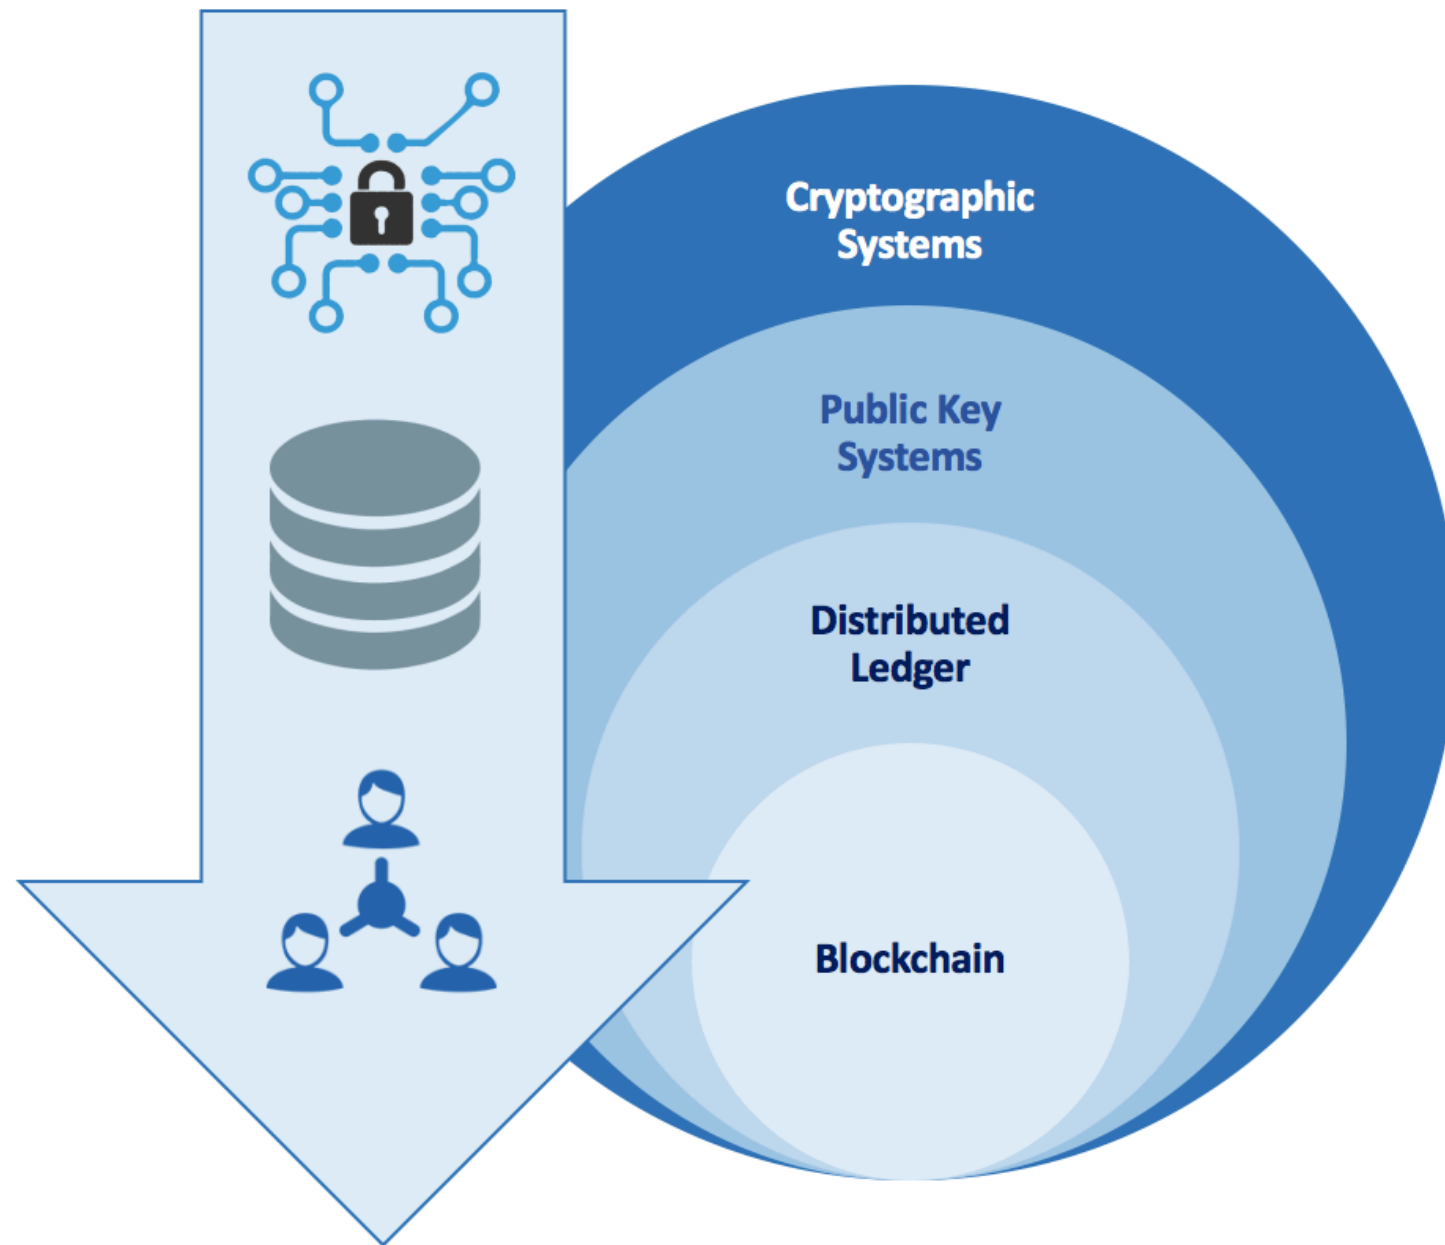 Cryptographic
Systems
Public Key
Systems
Distributed
Ledger
Blockchain